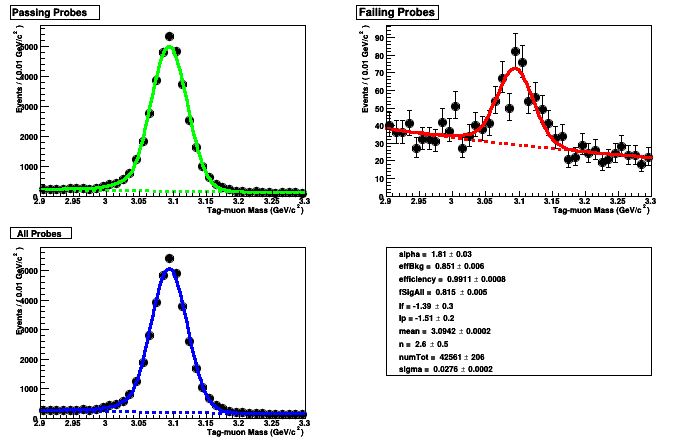 Passing Probes
Events / ( 0.01 GeV/c² )
5000
4000
3000
2000
1000
0
2.9 2.95 3 3.05 3.1 3.15 3.2 3.25 3.3
Tag-muon Mass (GeV/c²)
Failing Probes
Events / ( 0.01 GeV/c² )
90
80
70
60
50
40
30
20
10
0
2.9 2.95 3 3.05 3.1 3.15 3.2 3.25 3.3
Tag-muon Mass (GeV/c²)
All Probes
Events / ( 0.01 GeV/c² )
5000
4000
3000
2000
1000
0
2.9 2.95 3 3.05 3.1 3.15 3.2 3.25 3.3
Tag-muon Mass (GeV/c²)
alpha = 1.81 ± 0.03
effBkg = 0.851 ± 0.006
efficiency = 0.9911 ± 0.0008
fSigAll = 0.815 ± 0.005
lf = -1.39 ± 0.3
lp = -1.51 ± 0.2
mean = 3.0942 ± 0.0002
n = 2.6 ± 0.5
numTot = 42561 ± 206
sigma = 0.0276 ± 0.0002